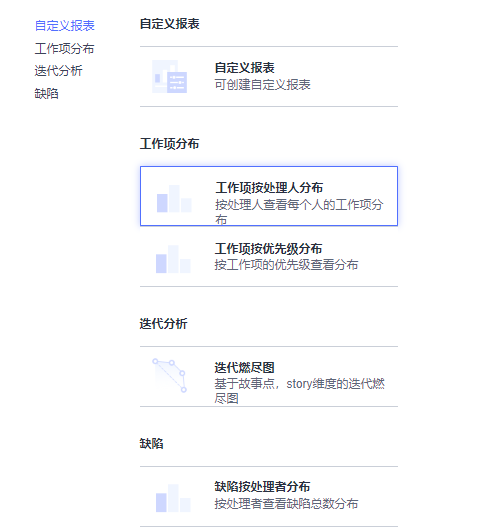 自定义报表
工作项分布
迭代分析
缺陷
自定义报表
自定义报表
可创建自定义报表
工作项分布
工作项按处理人分布
按处理人查看每个人的工作项分
布
工作项按优先级分布
按工作项的优先级查看分布
迭代分析
迭代燃尽图
基于故事点，story维度的迭代燃
尽图
缺陷
缺陷按处理者分布
按处理者查看缺陷总数分布